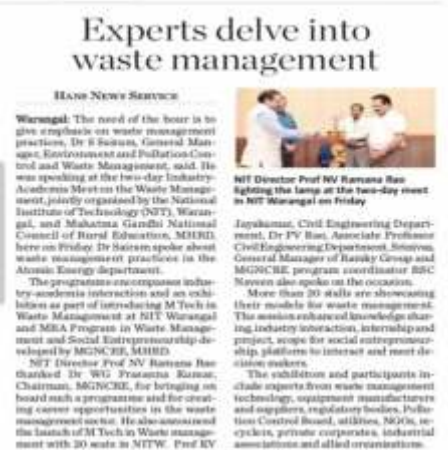 Experts delve into
waste management
HANS NEWS SERVICE
Warangal: The need of the hour is to
give emphasis on waste management
practices, Dr S Sairam, General Man-
ager, Environment and Pollution Con-
trol and Waste Management, said. He
was speaking at the two-day Industry-
Academia Meet on the Waste Manage-
ment, jointly organised by the National
Institute of Technology (NIT), Waran-
gal, and Mahatma Gandhi National
Council of Rural Education, MHRD,
here on Friday. Dr Sairam spoke about
waste management practices in the
Atomic Energy department.
The programme encompasses indus-
try-academia interaction and an exhi-
bition as part of introducing M Tech in
Waste Management at NIT Warangal
and MBA Program in Waste Manage-
ment and Social Entrepreneurship de-
veloped by MGNCRE, MHRD.
NIT Director Prof NV Ramana Rao
thanked Dr WG Prasanna Kumar,
Chairman, MGNCRE, for bringing on
board such a programme and for creat-
ing career opportunities in the waste
management sector. He also announced
the launch of M Tech in Waste manage-
ment with 20 seats in NITW. Prof KV
NIT Director Prof NV Ramana Rao
lighting the lamp at the two-day meet
in NIT Warangal on Friday
Jayakumar, Civil Engineering Depart-
ment, Dr PV Rao, Associate Professor
Civil Engineering Department, Srinivas,
General Manager of Ramky Group and
MGNCRE program coordinator BSC
Naveen also spoke on the occasion.
More than 20 stalls are showcasing
their models for waste management.
The session enhanced knowledge shar-
ing, industry interaction, internship and
project, scope for social entrepreneur-
ship, platform to interact and meet de-
cision makers.
The exhibitors and participants in-
clude experts from waste management
technology, equipment manufacturers
and suppliers, regulatory bodies, Pollu-
tion Control Board, utilities, NGOs, re-
cyclers, private corporates, industrial
associations and allied organisations.